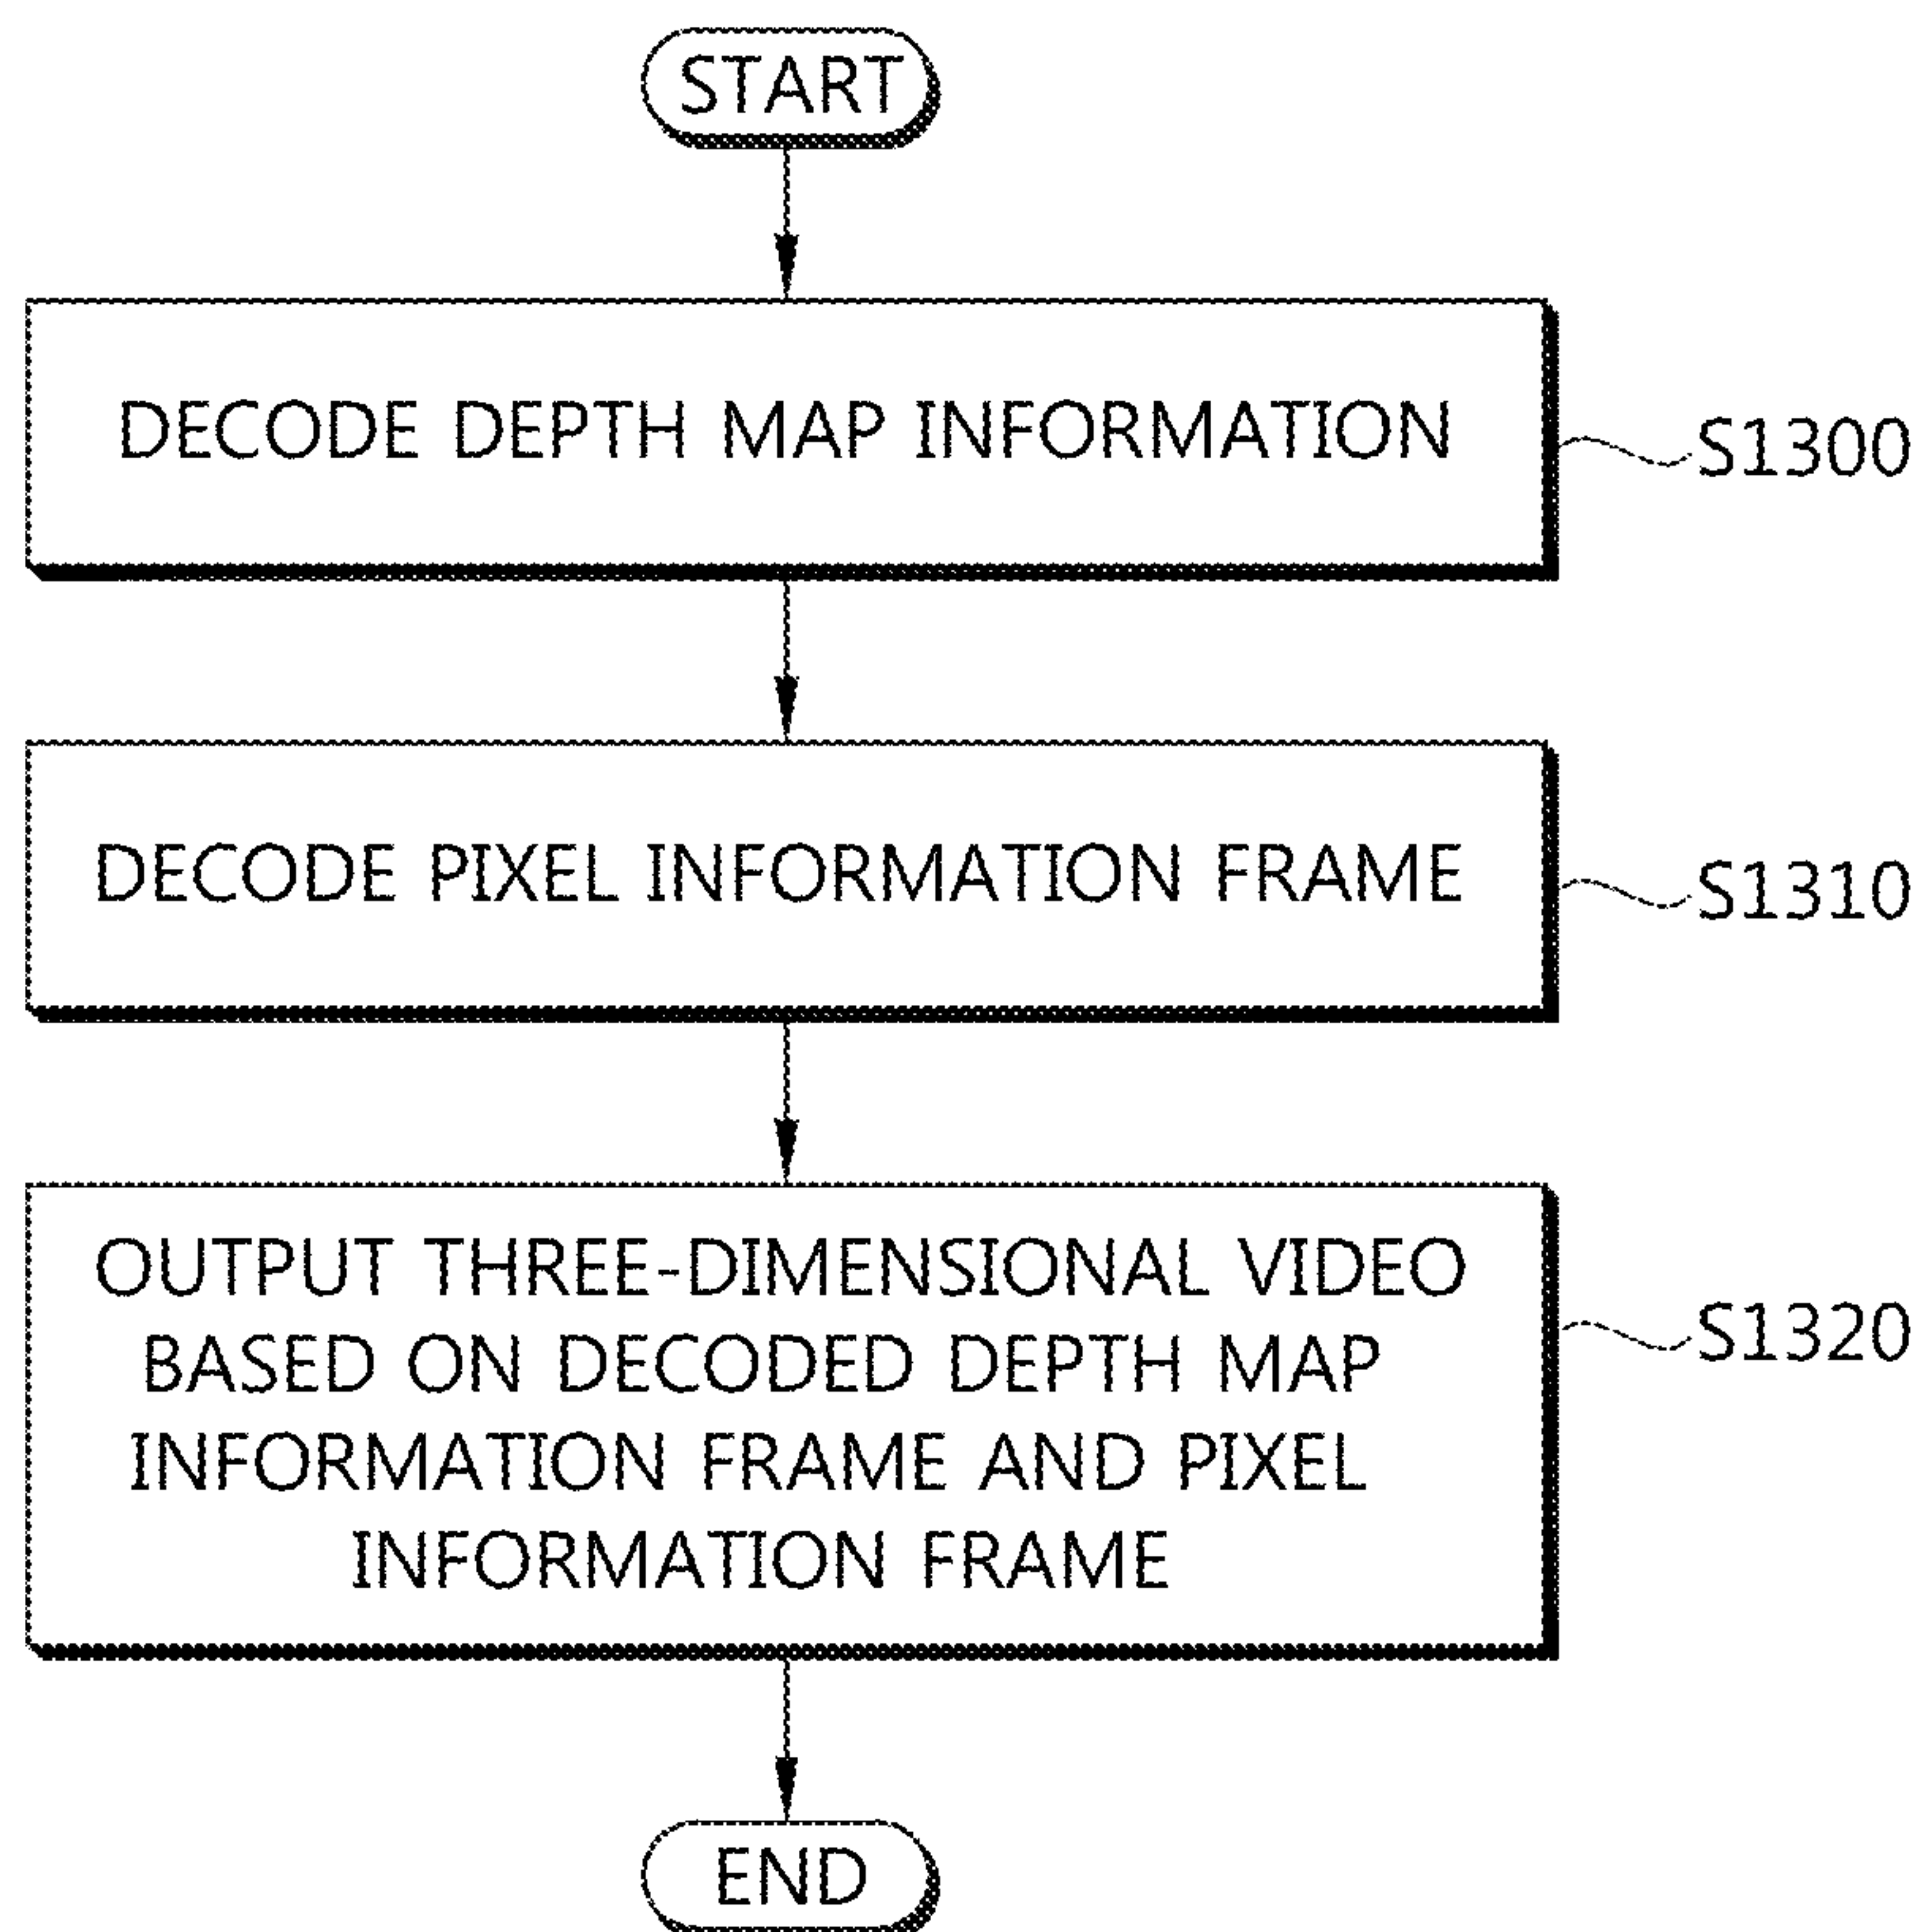 START
DECODE DEPTH MAP INFORMATION
S1300
DECODE PIXEL INFORMATION FRAME
S1310
OUTPUT THREE-DIMENSIONAL VIDEO
BASED ON DECODED DEPTH MAP
INFORMATION FRAME AND PIXEL
INFORMATION FRAME
S1320
END